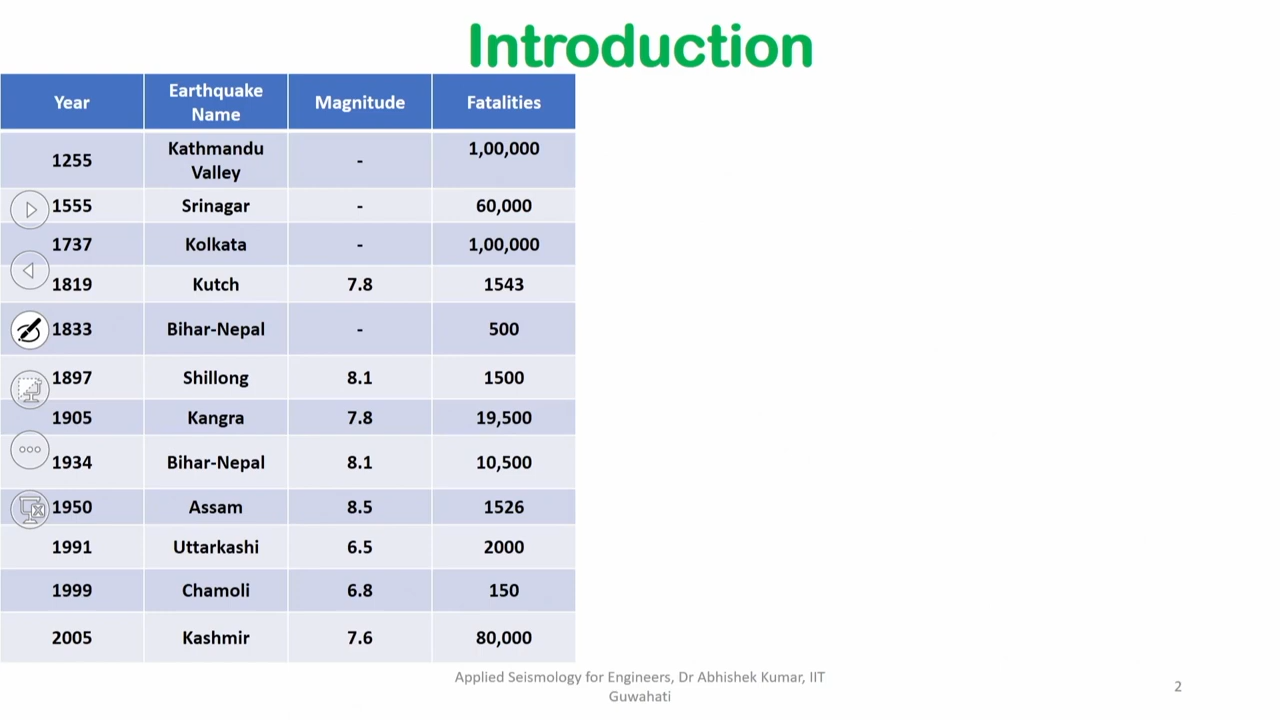 Introduction
Year Earthquake Name Magnitude Fatalities
1255 Kathmandu Valley - 1,00,000
1555 Srinagar - 60,000
1737 Kolkata - 1,00,000
1819 Kutch 7.8 1543
1833 Bihar-Nepal - 500
1897 Shillong 8.1 1500
1905 Kangra 7.8 19,500
1934 Bihar-Nepal 8.1 10,500
1950 Assam 8.5 1526
1991 Uttarkashi 6.5 2000
1999 Chamoli 6.8 150
2005 Kashmir 7.6 80,000
Applied Seismology for Engineers, Dr Abhishek Kumar, IIT
Guwahati
2